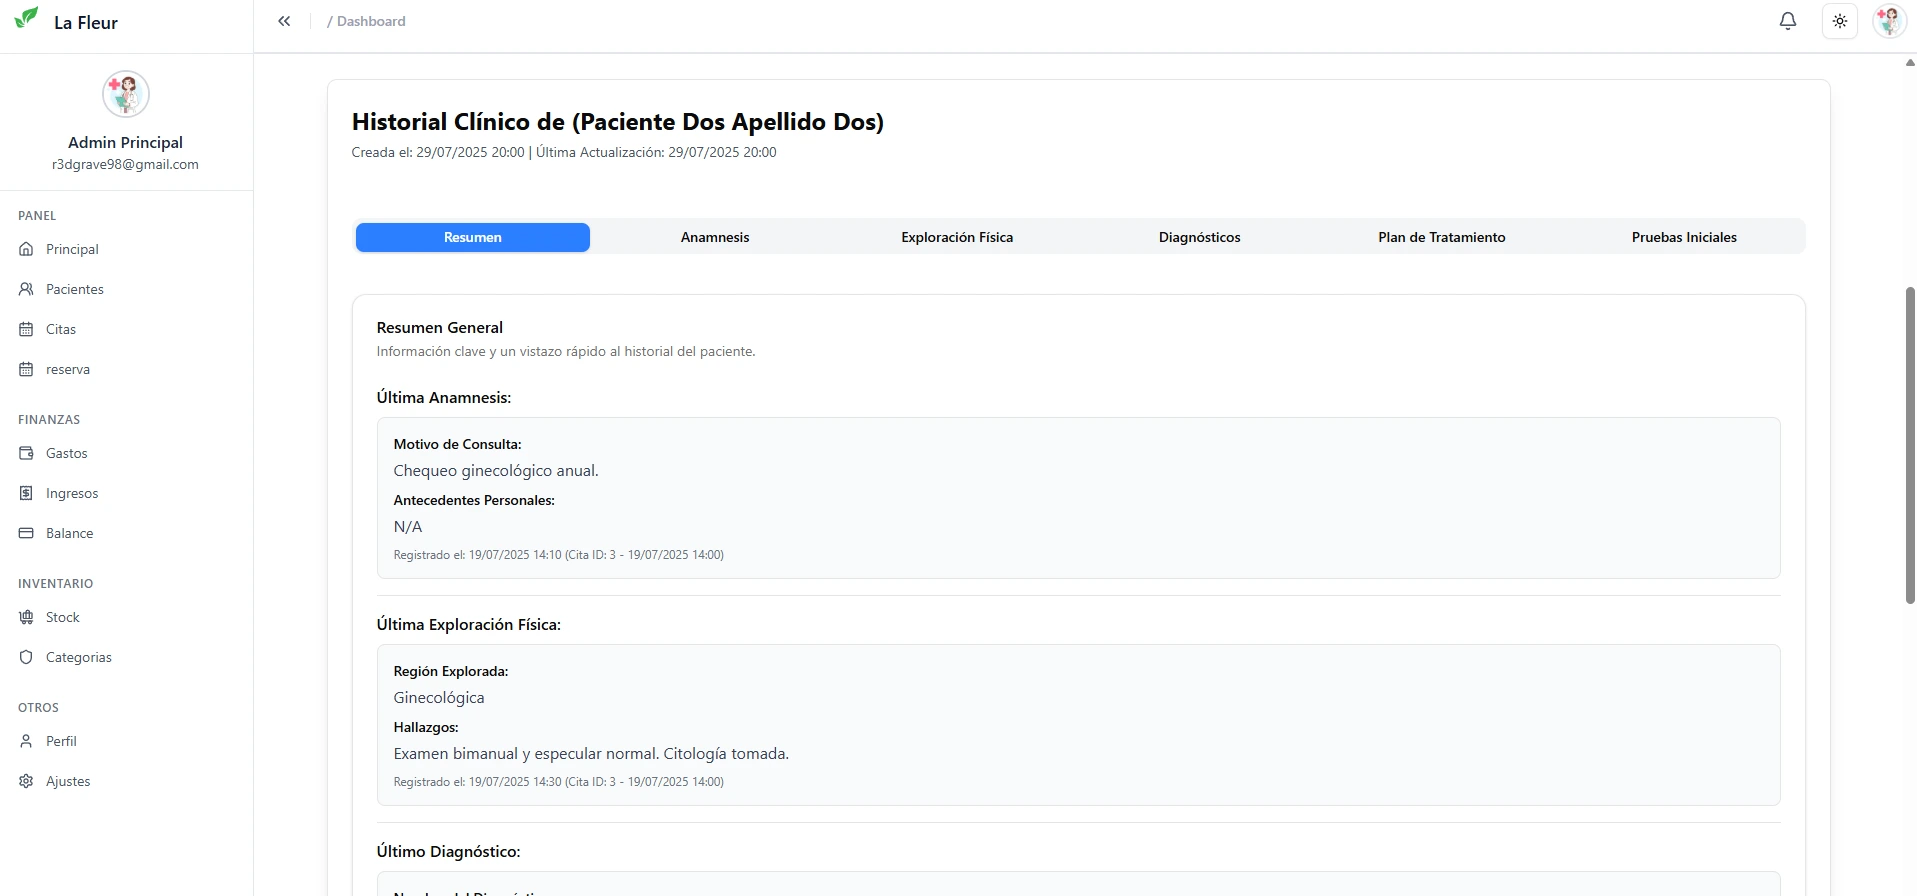 La Fleur
/ Dashboard
Admin Principal
r3dgrave98@gmail.com
PANEL
Principal
Pacientes
Citas
reserva
FINANZAS
Gastos
Ingresos
Balance
INVENTARIO
Stock
Categorias
OTROS
Perfil
Ajustes
Historial Clínico de (Paciente Dos Apellido Dos)
Creada el: 29/07/2025 20:00 | Última Actualización: 29/07/2025 20:00
Resumen Anamnesis Exploración Física Diagnósticos Plan de Tratamiento Pruebas Iniciales
Resumen General
Información clave y un vistazo rápido al historial del paciente.
Última Anamnesis:
Motivo de Consulta:
Chequeo ginecológico anual.
Antecedentes Personales:
N/A
Registrado el: 19/07/2025 14:10 (Cita ID: 3 - 19/07/2025 14:00)
Última Exploración Física:
Región Explorada:
Ginecológica
Hallazgos:
Examen bimanual y especular normal. Citología tomada.
Registrado el: 19/07/2025 14:30 (Cita ID: 3 - 19/07/2025 14:00)
Último Diagnóstico: